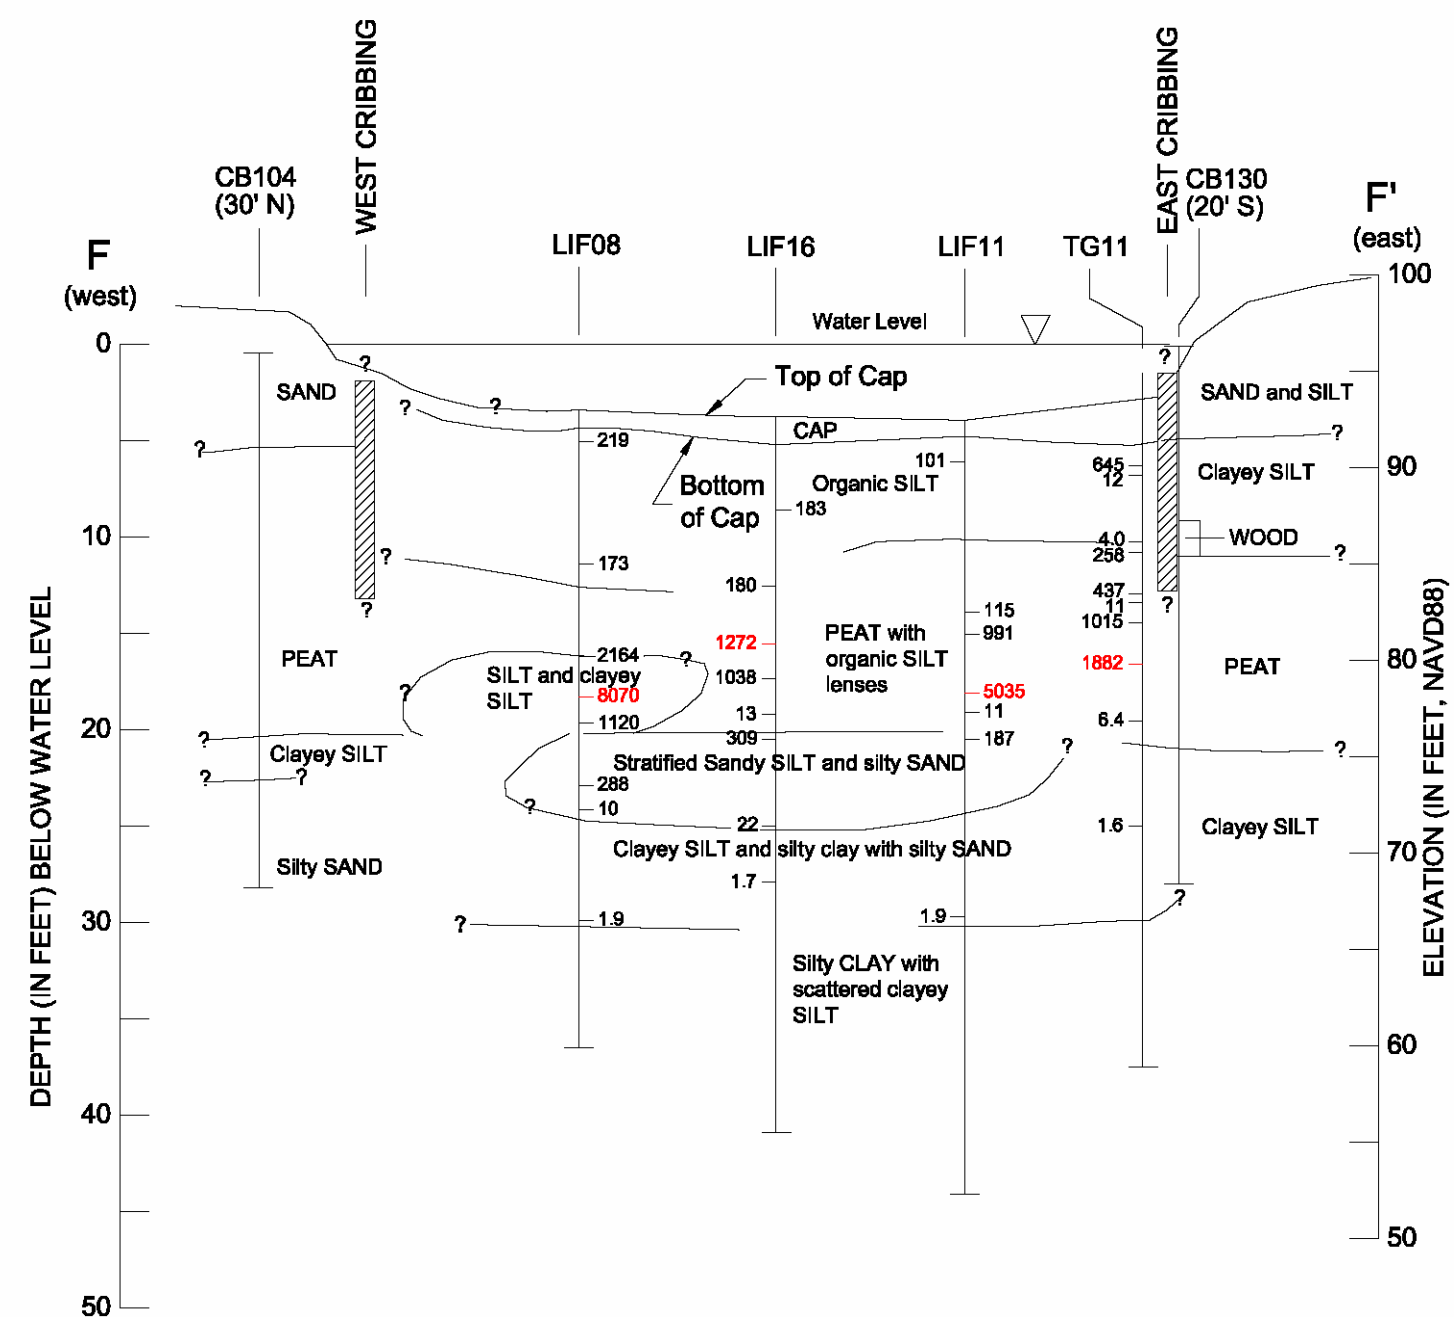 WEST CRIBBING
EAST CRIBBING
CB104
(30' N)
CB130
(20' S)
F
(west)
F'
(east)
LIF08
LIF16
LIF11
TG11
100
Water Level
0
?
?
SAND
Top of Cap
SAND and SILT
?
?
CAP
?
?
219
101
645
12
90
Clayey SILT
Bottom
of Cap
Organic SILT
183
10
4.0
258
WOOD
?
?
173
180
437
11
1015
?
?
115
991
PEAT
1272
PEAT with
organic SILT
lenses
1882
80
PEAT
2164
?
SILT and clayey
SILT
8070
?
1038
5035
13
11
6.4
20
1120
309
187
?
?
?
Clayey SILT
Stratified Sandy SILT and silty SAND
?
?
288
10
?
22
1.6
Clayey SILT
Clayey SILT and silty clay with silty SAND
70
Silty SAND
1.7
?
30
?
1.9
1.9
Silty CLAY with
scattered clayey
SILT
60
40
50
50
DEPTH (IN FEET) BELOW WATER LEVEL
ELEVATION (IN FEET, NAVD88)